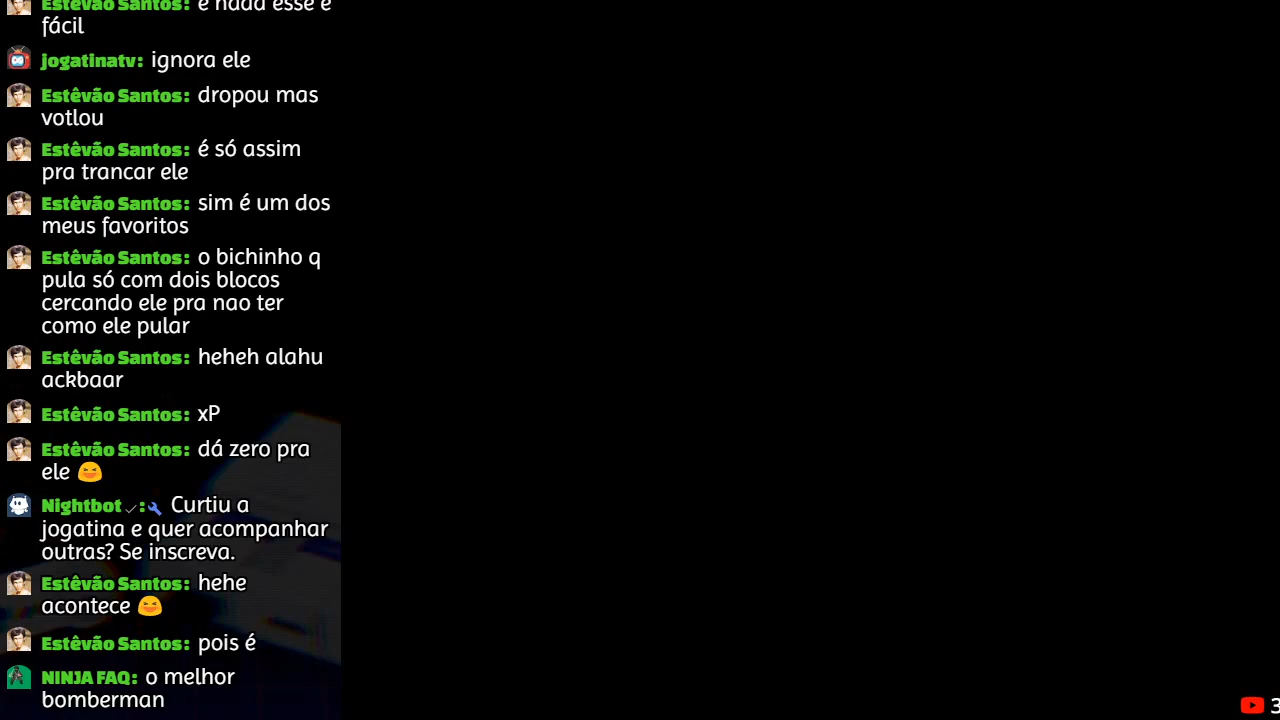 Estêvão Santos: e nada esse é
fácil
jogatinatv: ignora ele
Estêvão Santos: dropou mas
votlou
Estêvão Santos: é só assim
pra trancar ele
Estêvão Santos: sim é um dos
meus favoritos
Estêvão Santos: o bichinho q
pula só com dois blocos
cercando ele pra nao ter
como ele pular
Estêvão Santos: heheh alahu
ackbaar
Estêvão Santos: xP
Estêvão Santos: dá zero pra
ele 😆
Nightbot ✓:🔧 Curtiu a
jogatina e quer acompanhar
outras? Se inscreva.
Estêvão Santos: hehe
acontece 😆
Estêvão Santos: pois é
NINJA FAQ: o melhor
bomberman
3